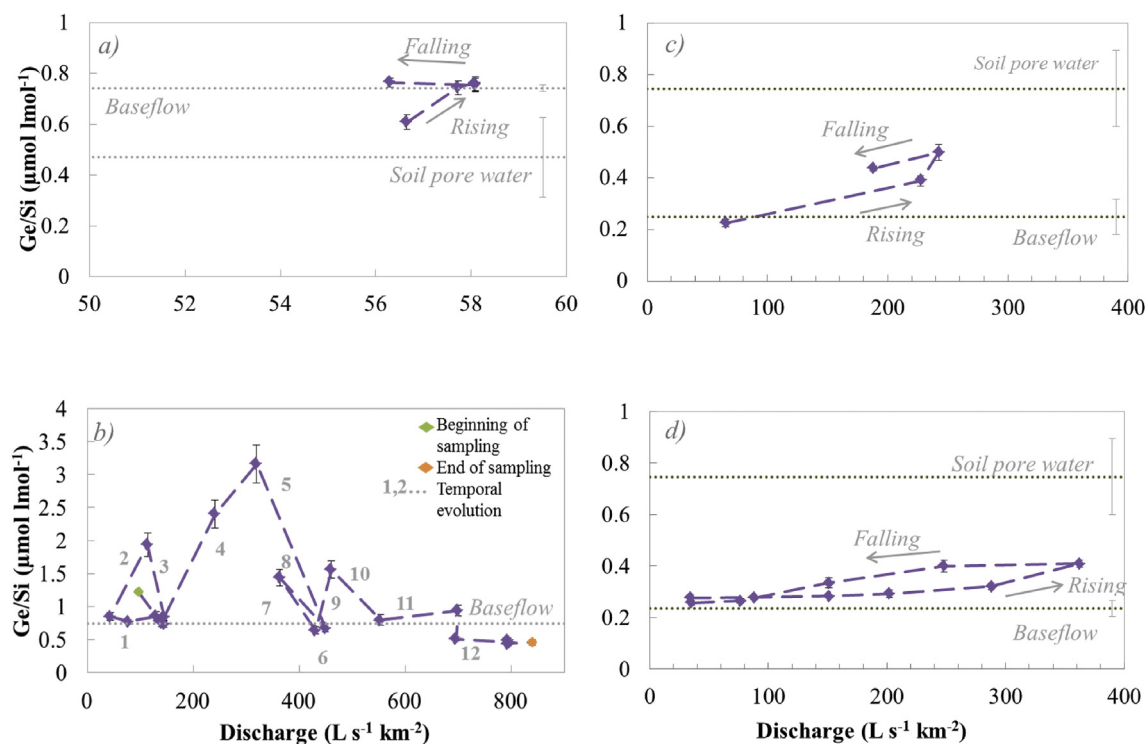 a)
1
0.8
0.6
0.4
0.2
0
Ge/Si (µmol lmol⁻¹)
Falling
Baseflow
Rising
Soil pore water
50 52 54 56 58 60
c)
1
0.8
0.6
0.4
0.2
0
Soil pore water
Falling
Rising
Baseflow
0 100 200 300 400
b)
4
3.5
3
2.5
2
1.5
1
0.5
0
Ge/Si (µmol lmol⁻¹)
Beginning of
sampling
End of sampling
1,2... Temporal
evolution
1
2
3
4
5
6
7
8
9
10
11
12
Baseflow
0 200 400 600 800
Discharge (L s⁻¹ km⁻²)
d)
1
0.8
0.6
0.4
0.2
0
Soil pore water
Falling
Rising
Baseflow
0 100 200 300 400
Discharge (L s⁻¹ km⁻²)